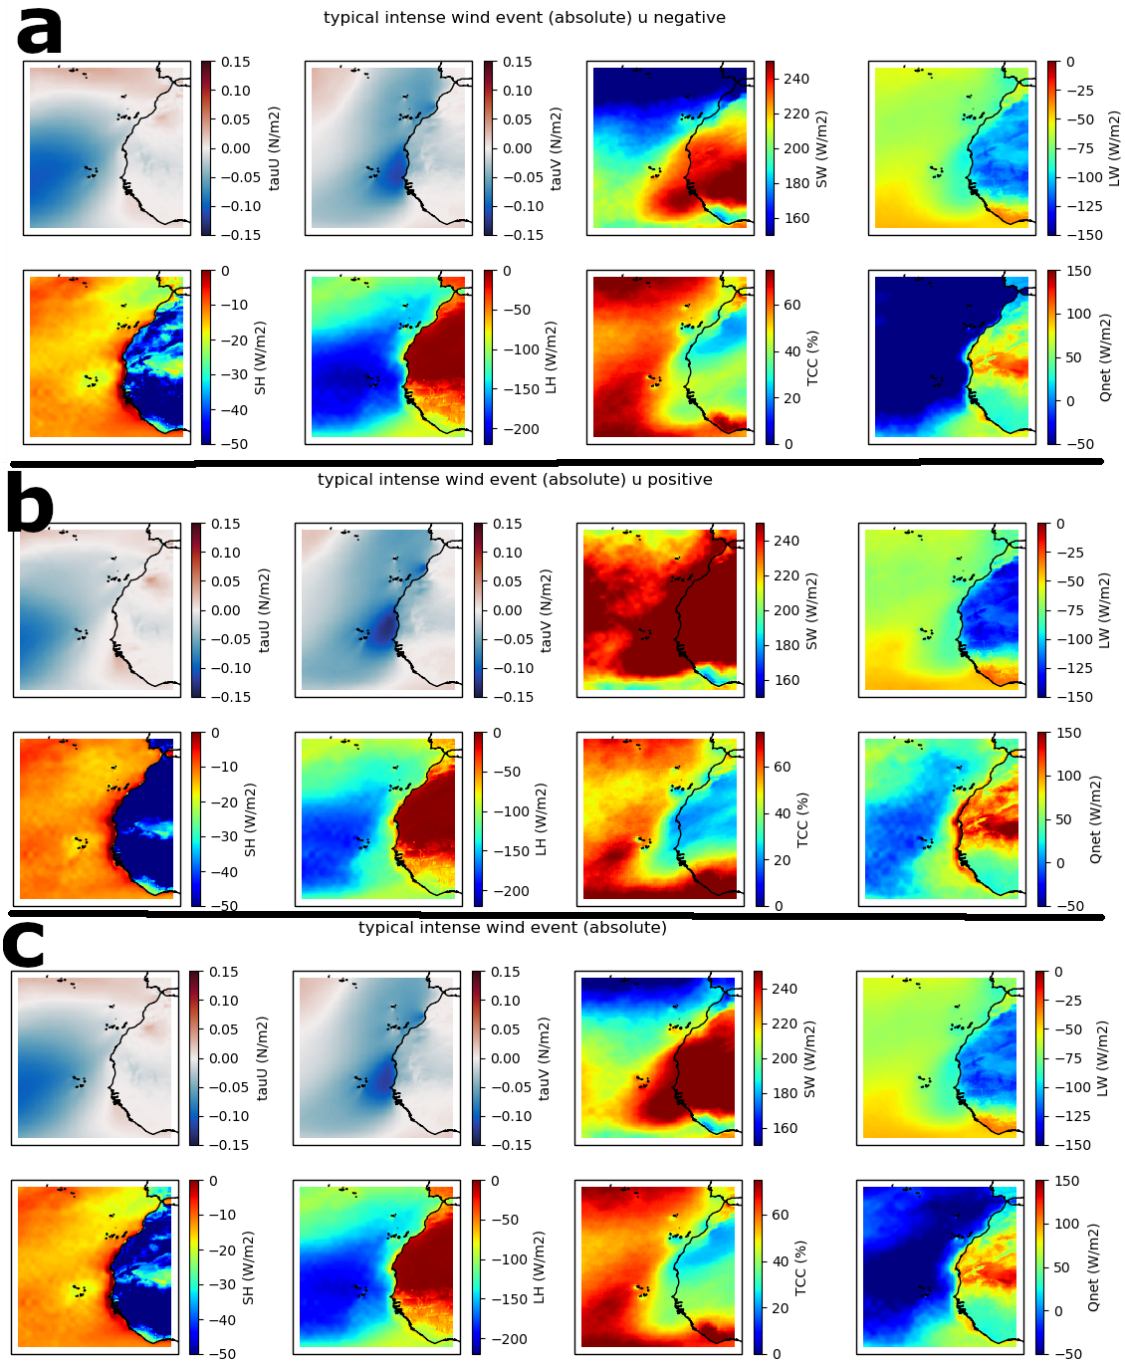 a
typical intense wind event (absolute) u negative
0.15 0.10 0.05 0.00 −0.05 −0.10 −0.15 tauU (N/m2)
0.15 0.10 0.05 0.00 −0.05 −0.10 −0.15 tauV (N/m2)
240 220 200 180 160 SW (W/m2)
0 −25 −50 −75 −100 −125 −150 LW (W/m2)
0 −10 −20 −30 −40 −50 SH (W/m2)
0 −50 −100 −150 −200 LH (W/m2)
60 40 20 0 TCC (%)
150 100 50 0 −50 Qnet (W/m2)
b
typical intense wind event (absolute) u positive
0.15 0.10 0.05 0.00 −0.05 −0.10 −0.15 tauU (N/m2)
0.15 0.10 0.05 0.00 −0.05 −0.10 −0.15 tauV (N/m2)
240 220 200 180 160 SW (W/m2)
0 −25 −50 −75 −100 −125 −150 LW (W/m2)
0 −10 −20 −30 −40 −50 SH (W/m2)
0 −50 −100 −150 −200 LH (W/m2)
60 40 20 0 TCC (%)
150 100 50 0 −50 Qnet (W/m2)
c
typical intense wind event (absolute)
0.15 0.10 0.05 0.00 −0.05 −0.10 −0.15 tauU (N/m2)
0.15 0.10 0.05 0.00 −0.05 −0.10 −0.15 tauV (N/m2)
240 220 200 180 160 SW (W/m2)
0 −25 −50 −75 −100 −125 −150 LW (W/m2)
0 −10 −20 −30 −40 −50 SH (W/m2)
0 −50 −100 −150 −200 LH (W/m2)
60 40 20 0 TCC (%)
150 100 50 0 −50 Qnet (W/m2)